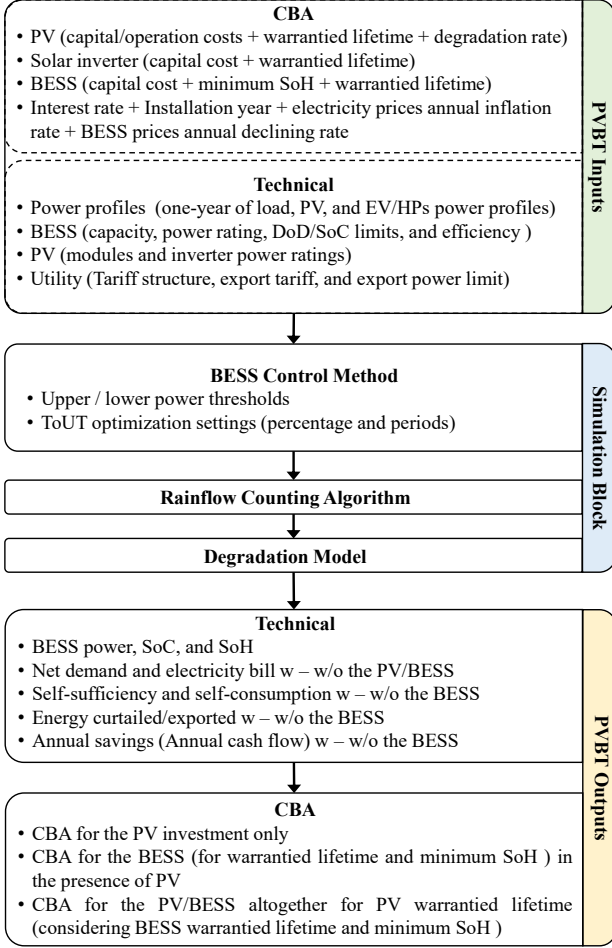 CBA
• PV (capital/operation costs + warrantied lifetime + degradation rate)
• Solar inverter (capital cost + warrantied lifetime)
• BESS (capital cost + minimum SoH + warrantied lifetime)
• Interest rate + Installation year + electricity prices annual inflation
rate + BESS prices annual declining rate
Technical
• Power profiles (one-year of load, PV, and EV/HPs power profiles)
• BESS (capacity, power rating, DoD/SoC limits, and efficiency )
• PV (modules and inverter power ratings)
• Utility (Tariff structure, export tariff, and export power limit)
PVBT Inputs
BESS Control Method
• Upper / lower power thresholds
• ToUT optimization settings (percentage and periods)
Rainflow Counting Algorithm
Degradation Model
Simulation Block
Technical
• BESS power, SoC, and SoH
• Net demand and electricity bill w – w/o the PV/BESS
• Self-sufficiency and self-consumption w – w/o the BESS
• Energy curtailed/exported w – w/o the BESS
• Annual savings (Annual cash flow) w – w/o the BESS
CBA
• CBA for the PV investment only
• CBA for the BESS (for warrantied lifetime and minimum SoH ) in
the presence of PV
• CBA for the PV/BESS altogether for PV warrantied lifetime
(considering BESS warrantied lifetime and minimum SoH )
PVBT Outputs